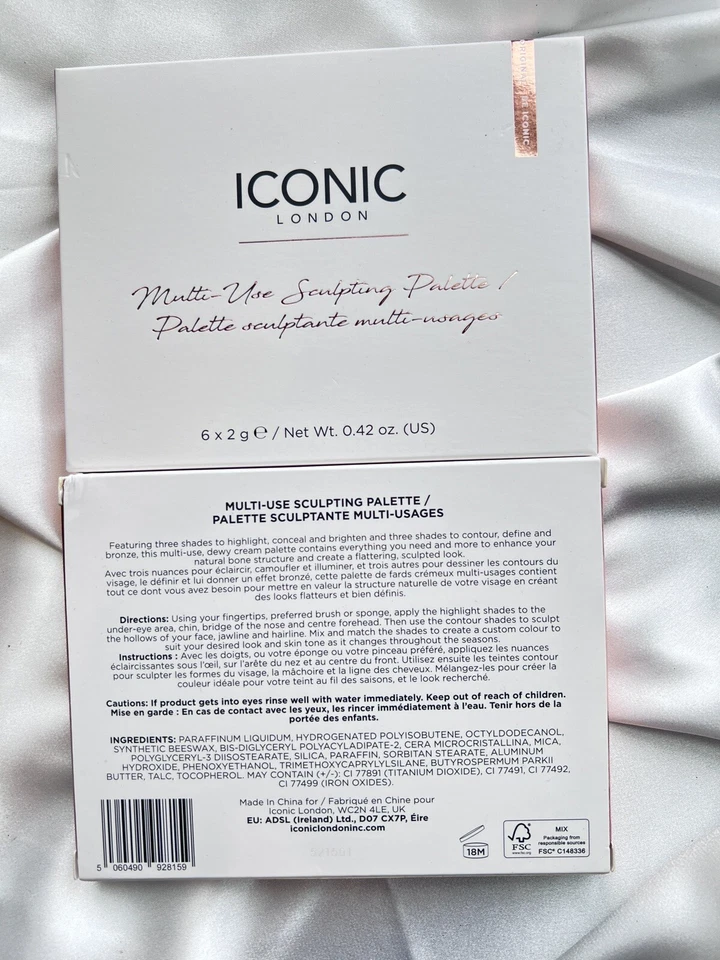 ORIGINAL
ARE ICONIC
ICONIC
LONDON
Multi-Use Sculpting Palette /
Palette sculptante multi-usages
6 x 2 g ℮ / Net Wt. 0.42 oz. (US)
MULTI-USE SCULPTING PALETTE /
PALETTE SCULPTANTE MULTI-USAGES
Featuring three shades to highlight, conceal and brighten and three shades to contour, define and
bronze, this multi-use, dewy cream palette contains everything you need and more to enhance your
natural bone structure and create a flattering, sculpted look.
Avec trois nuances pour éclaircir, camoufler et illuminer, et trois autres pour dessiner les contours du
visage, le définir et lui donner un effet bronzé, cette palette de fards crémeux multi-usages contient
tout ce dont vous avez besoin pour mettre en valeur la structure naturelle de votre visage en créant
des looks flatteurs et bien définis.
Directions: Using your fingertips, preferred brush or sponge, apply the highlight shades to the
under-eye area, chin, bridge of the nose and centre forehead. Then use the contour shades to sculpt
the hollows of your face, jawline and hairline. Mix and match the shades to create a custom colour to
suit your desired look and skin tone as it changes throughout the seasons.
Instructions : Avec les doigts, ou votre éponge ou votre pinceau préféré, appliquez les nuances
éclaircissantes sous l'œil, sur l'arête du nez et au centre du front. Utilisez ensuite les teintes contour
pour sculpter les formes du visage, la mâchoire et la ligne des cheveux. Mélangez-les pour créer la
couleur idéale pour votre teint au fil des saisons, et le look recherché.
Cautions: If product gets into eyes rinse well with water immediately. Keep out of reach of children.
Mise en garde : En cas de contact avec les yeux, les rincer immédiatement à l'eau. Tenir hors de la
portée des enfants.
INGREDIENTS: PARAFFINUM LIQUIDUM, HYDROGENATED POLYISOBUTENE, OCTYLDODECANOL,
SYNTHETIC BEESWAX, BIS-DIGLYCERYL POLYACYLADIPATE-2, CERA MICROCRISTALLINA, MICA,
POLYGLYCERYL-3 DIISOSTEARATE, SILICA, PARAFFIN, SORBITAN STEARATE, ALUMINUM
HYDROXIDE, PHENOXYETHANOL, TRIMETHOXYCAPRYLYLSILANE, BUTYROSPERMUM PARKII
BUTTER, TALC, TOCOPHEROL. MAY CONTAIN (+/-): CI 77891 (TITANIUM DIOXIDE), CI 77491, CI 77492,
CI 77499 (IRON OXIDES).
Made In China for / Fabriqué en Chine pour
iconic London, WC2N 4LE, UK
EU: ADSL (Ireland) Ltd., D07 CX7P, Éire
iconiclondoninc.com
5 060490 928159
18M
FSC
www.fsc.org
MIX
Packaging from
responsible sources
FSC® C148336